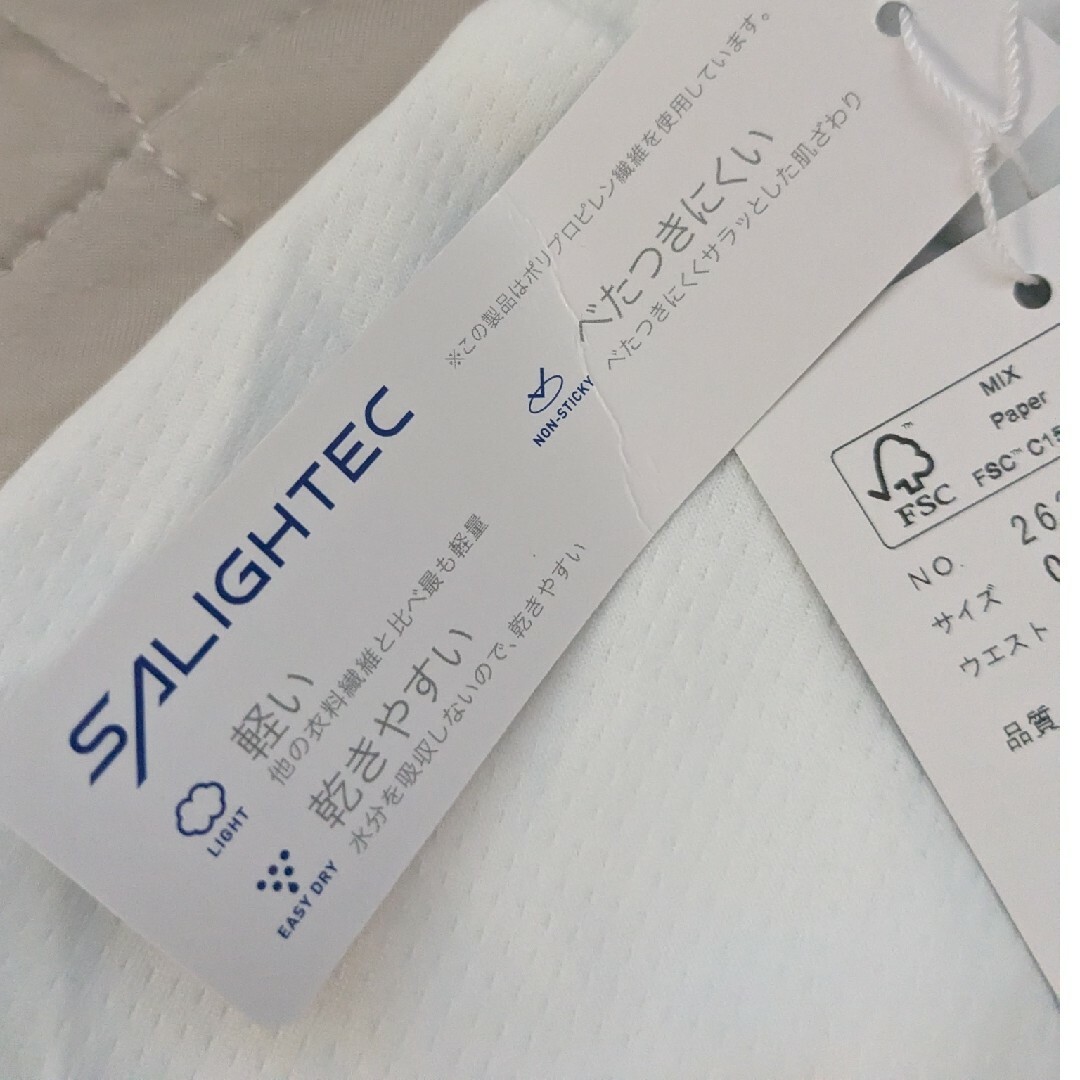 SALIGHTEC
LIGHT
軽い
他の衣料繊維と比べ最も軽量
EASY DRY
乾きやすい
水分を吸収しないので、乾きやすい
NON-STICKY
べたつきにくい
べたつきにくくサラッとした肌ざわり
※この製品はポリプロピレン繊維を使用しています。
FSC
MIX
Paper
FSC™ C15
NO. 26
サイズ 0
ウエスト
品質